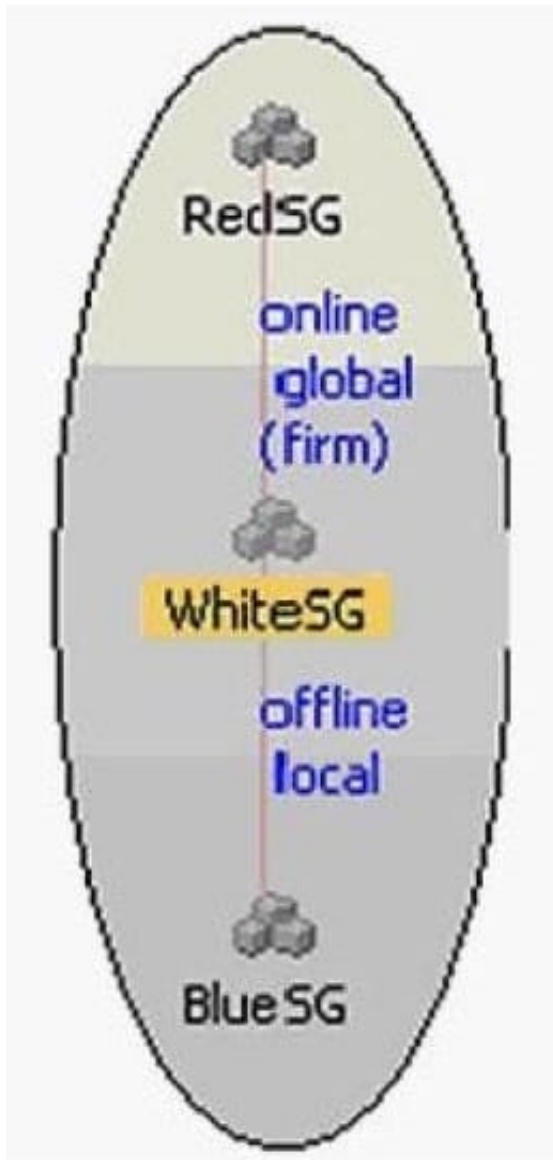 RedSG
online
global
(firm)
WhiteSG
offline
local
BlueSG